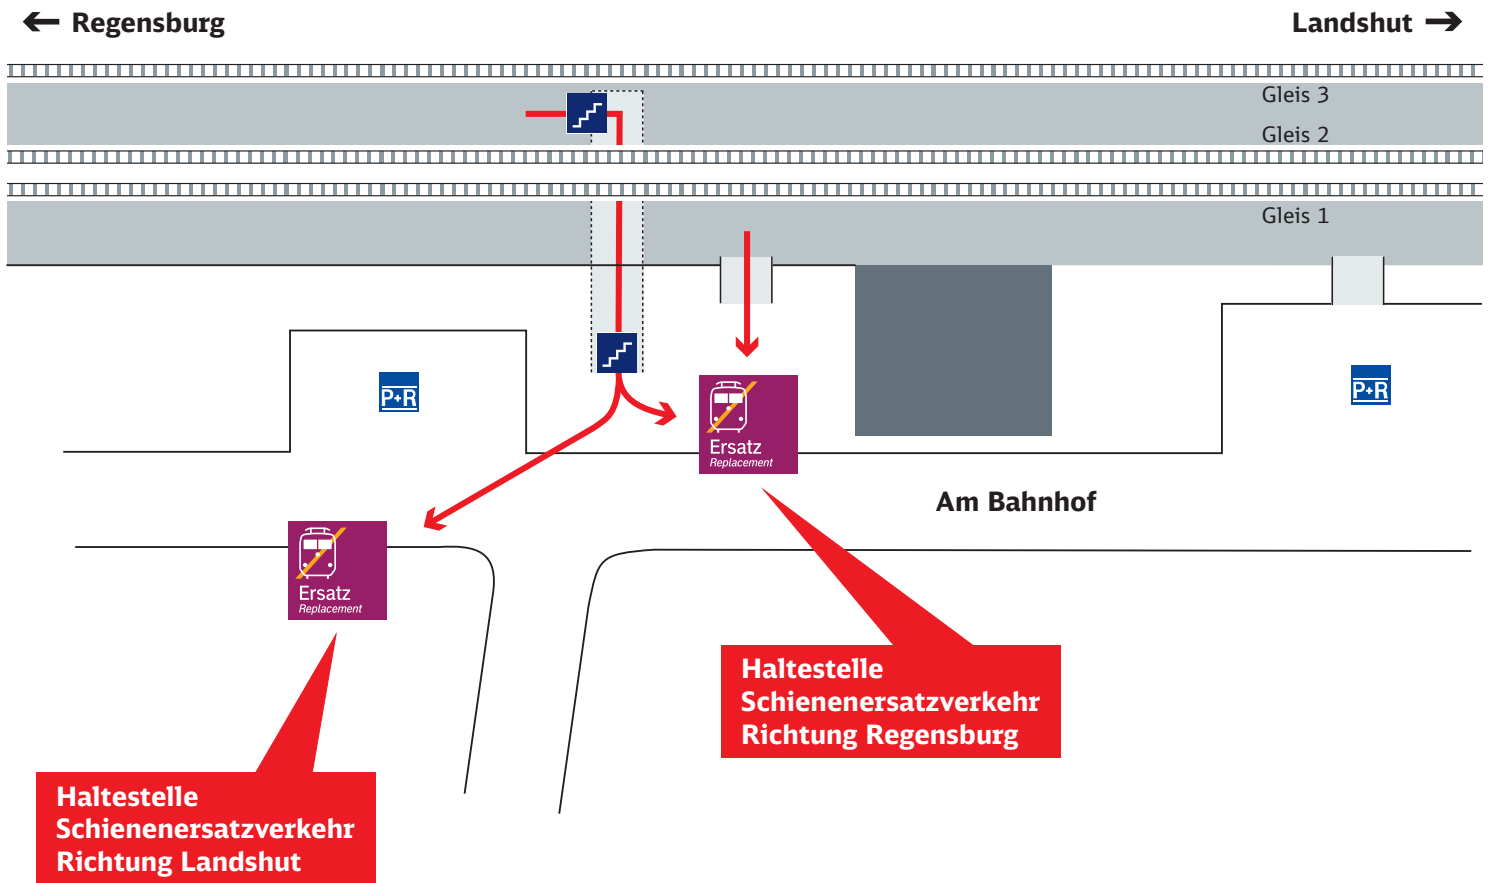 ← Regensburg
Landshut →
Gleis 3
Gleis 2
Gleis 1
P+R
P+R
Ersatz
Replacement
Am Bahnhof
Ersatz
Replacement
Haltestelle
Schienenersatzverkehr
Richtung Regensburg
Haltestelle
Schienenersatzverkehr
Richtung Landshut